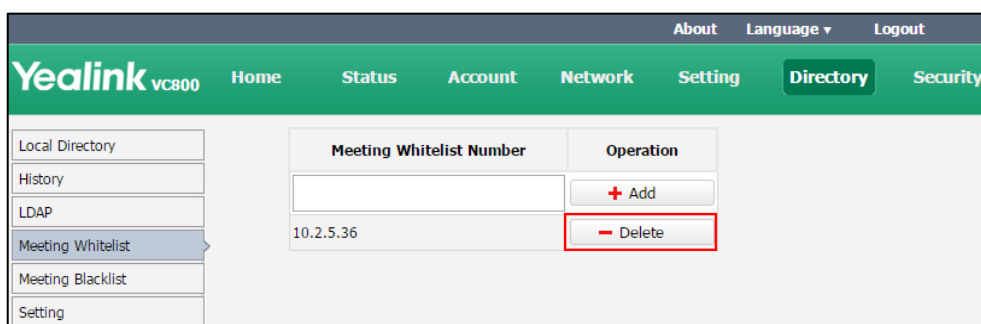 About Language ▾ Logout
Yealink VC800 Home Status Account Network Setting Directory Security
Local Directory
History
LDAP
Meeting Whitelist
Meeting Blacklist
Setting
Meeting Whitelist Number Operation
+ Add
10.2.5.36 − Delete